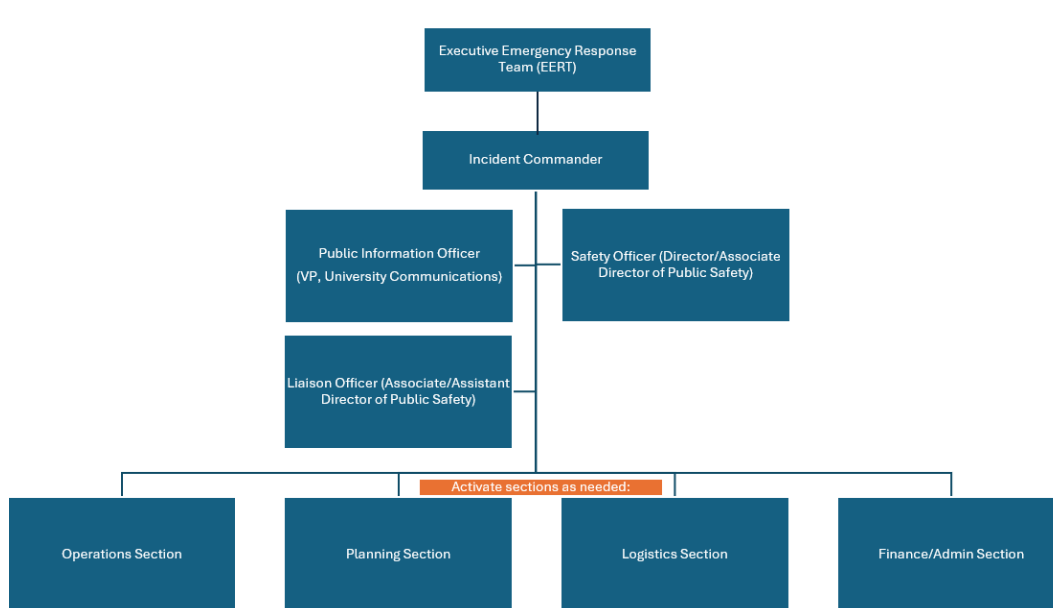 Executive Emergency Response
Team (EERT)
Incident Commander
Public Information Officer
(VP, University Communications)
Safety Officer (Director/Associate
Director of Public Safety)
Liaison Officer (Associate/Assistant
Director of Public Safety)
Activate sections as needed:
Operations Section
Planning Section
Logistics Section
Finance/Admin Section